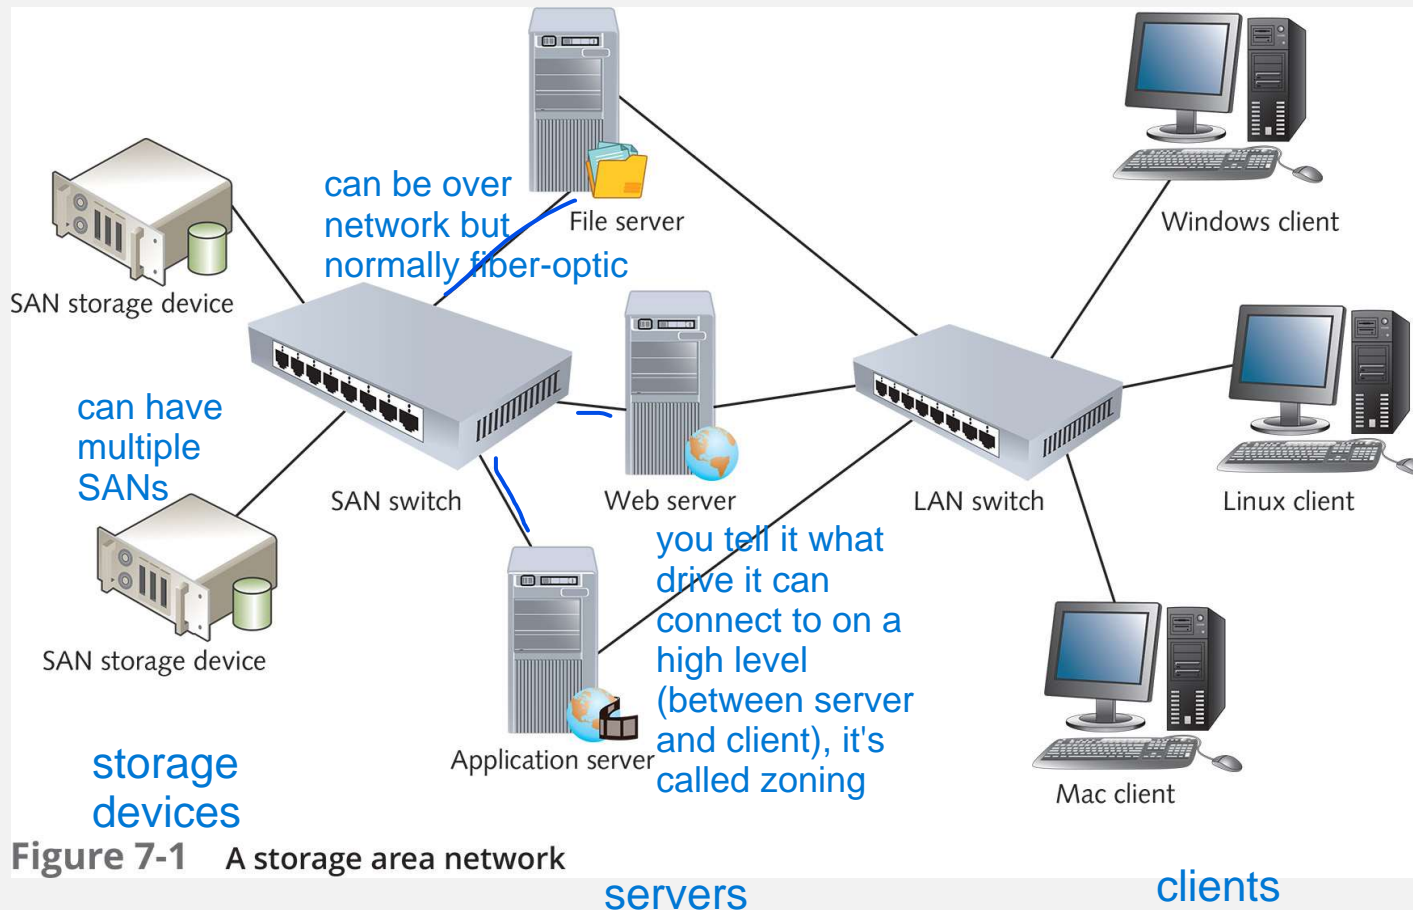 can be over
network but
normally fiber-optic
File server
Windows client
SAN storage device
can have
multiple
SANs
SAN switch
Web server
LAN switch
Linux client
you tell it what
drive it can
connect to on a
high level
(between server
and client), it's
called zoning
SAN storage device
Application server
Mac client
storage
devices
Figure 7-1 A storage area network
servers
clients